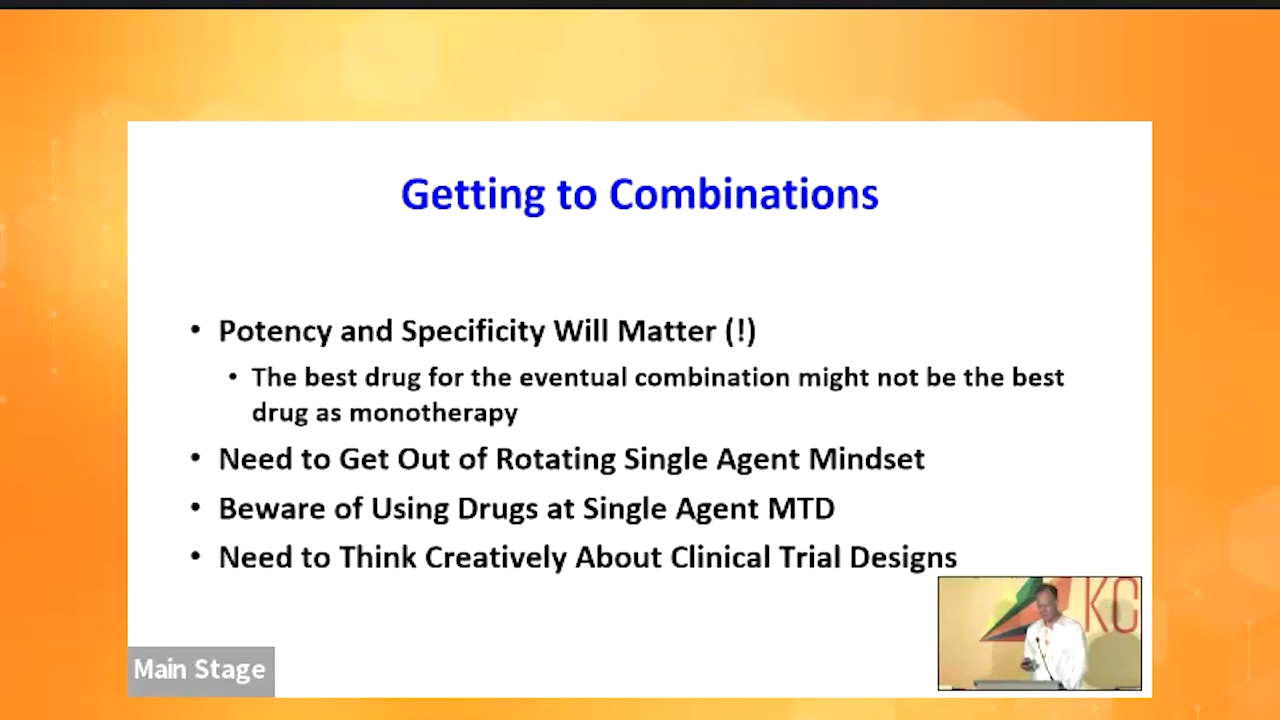 Getting to Combinations
• Potency and Specificity Will Matter (!)
• The best drug for the eventual combination might not be the best
drug as monotherapy
• Need to Get Out of Rotating Single Agent Mindset
• Beware of Using Drugs at Single Agent MTD
• Need to Think Creatively About Clinical Trial Designs
KC
Main Stage